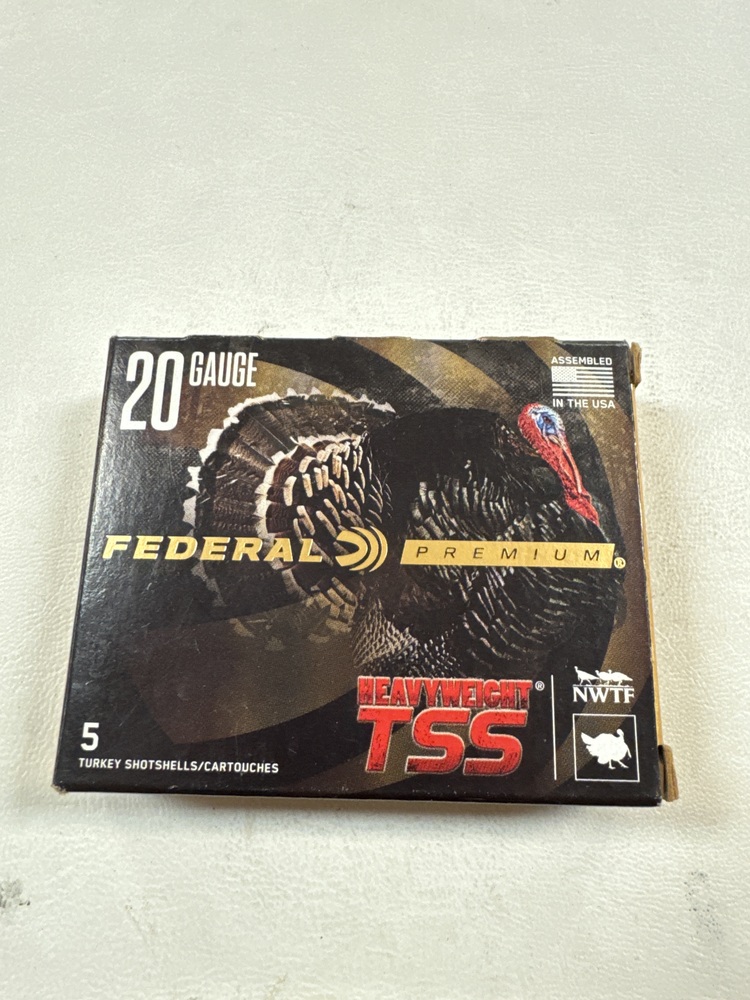 20 GAUGE
ASSEMBLED
IN THE USA
FEDERAL PREMIUM®
HEAVYWEIGHT®
TSS
NWTF
5
TURKEY SHOTSHELLS/CARTOUCHES